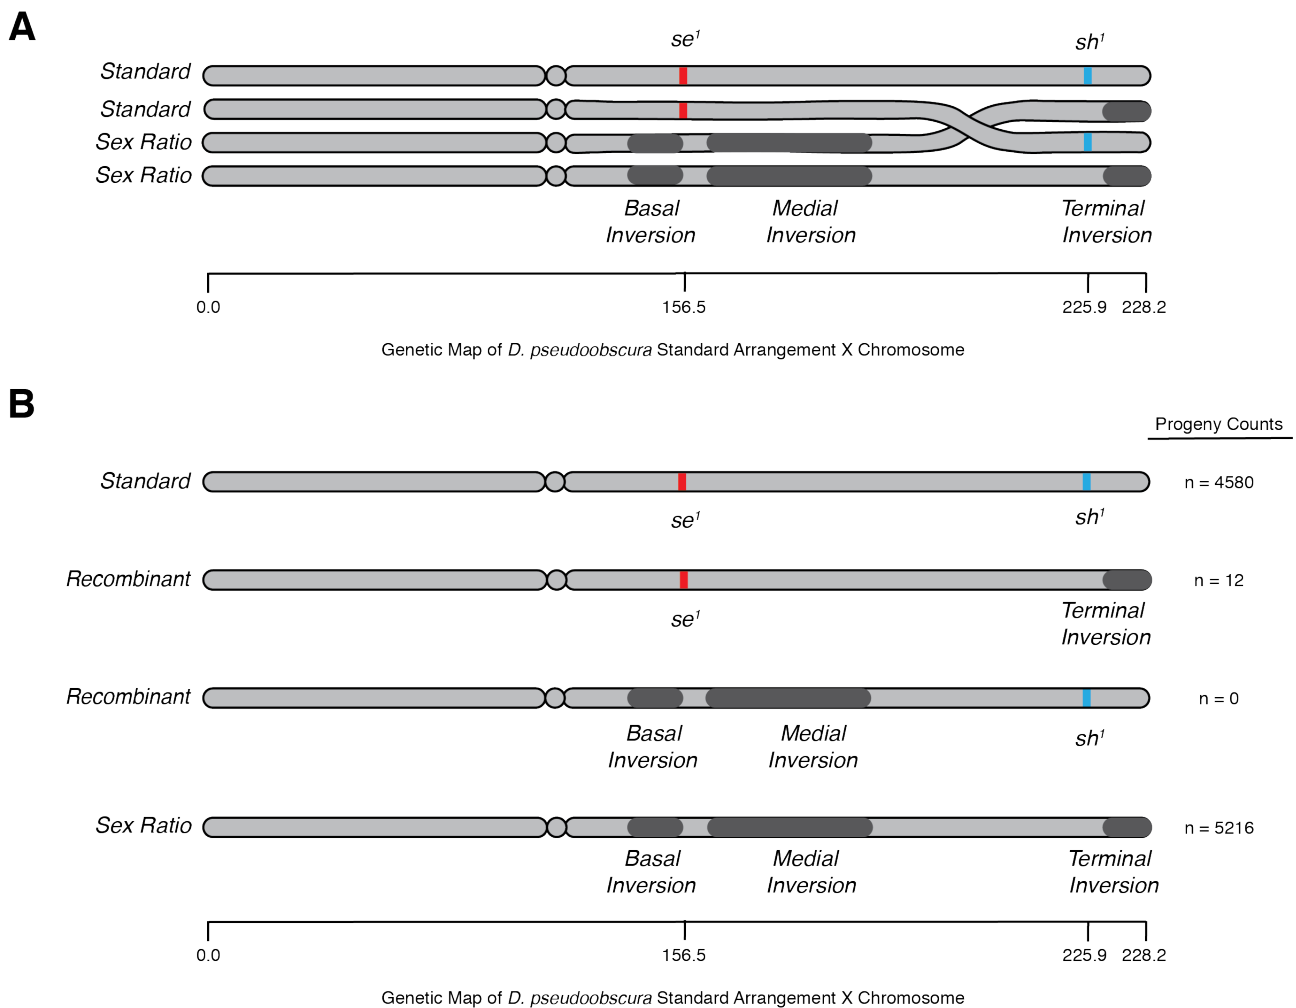 A
se¹
sh¹
Standard
Standard
Sex Ratio
Sex Ratio
Basal Inversion
Medial Inversion
Terminal Inversion
0.0 156.5 225.9 228.2
Genetic Map of D. pseudoobscura Standard Arrangement X Chromosome
B
Progeny Counts
Standard
n = 4580
se¹
sh¹
Recombinant
n = 12
se¹
Terminal
Inversion
Recombinant
n = 0
Basal Inversion
Medial Inversion
sh¹
Sex Ratio
n = 5216
Basal Inversion
Medial Inversion
Terminal Inversion
0.0 156.5 225.9 228.2
Genetic Map of D. pseudoobscura Standard Arrangement X Chromosome